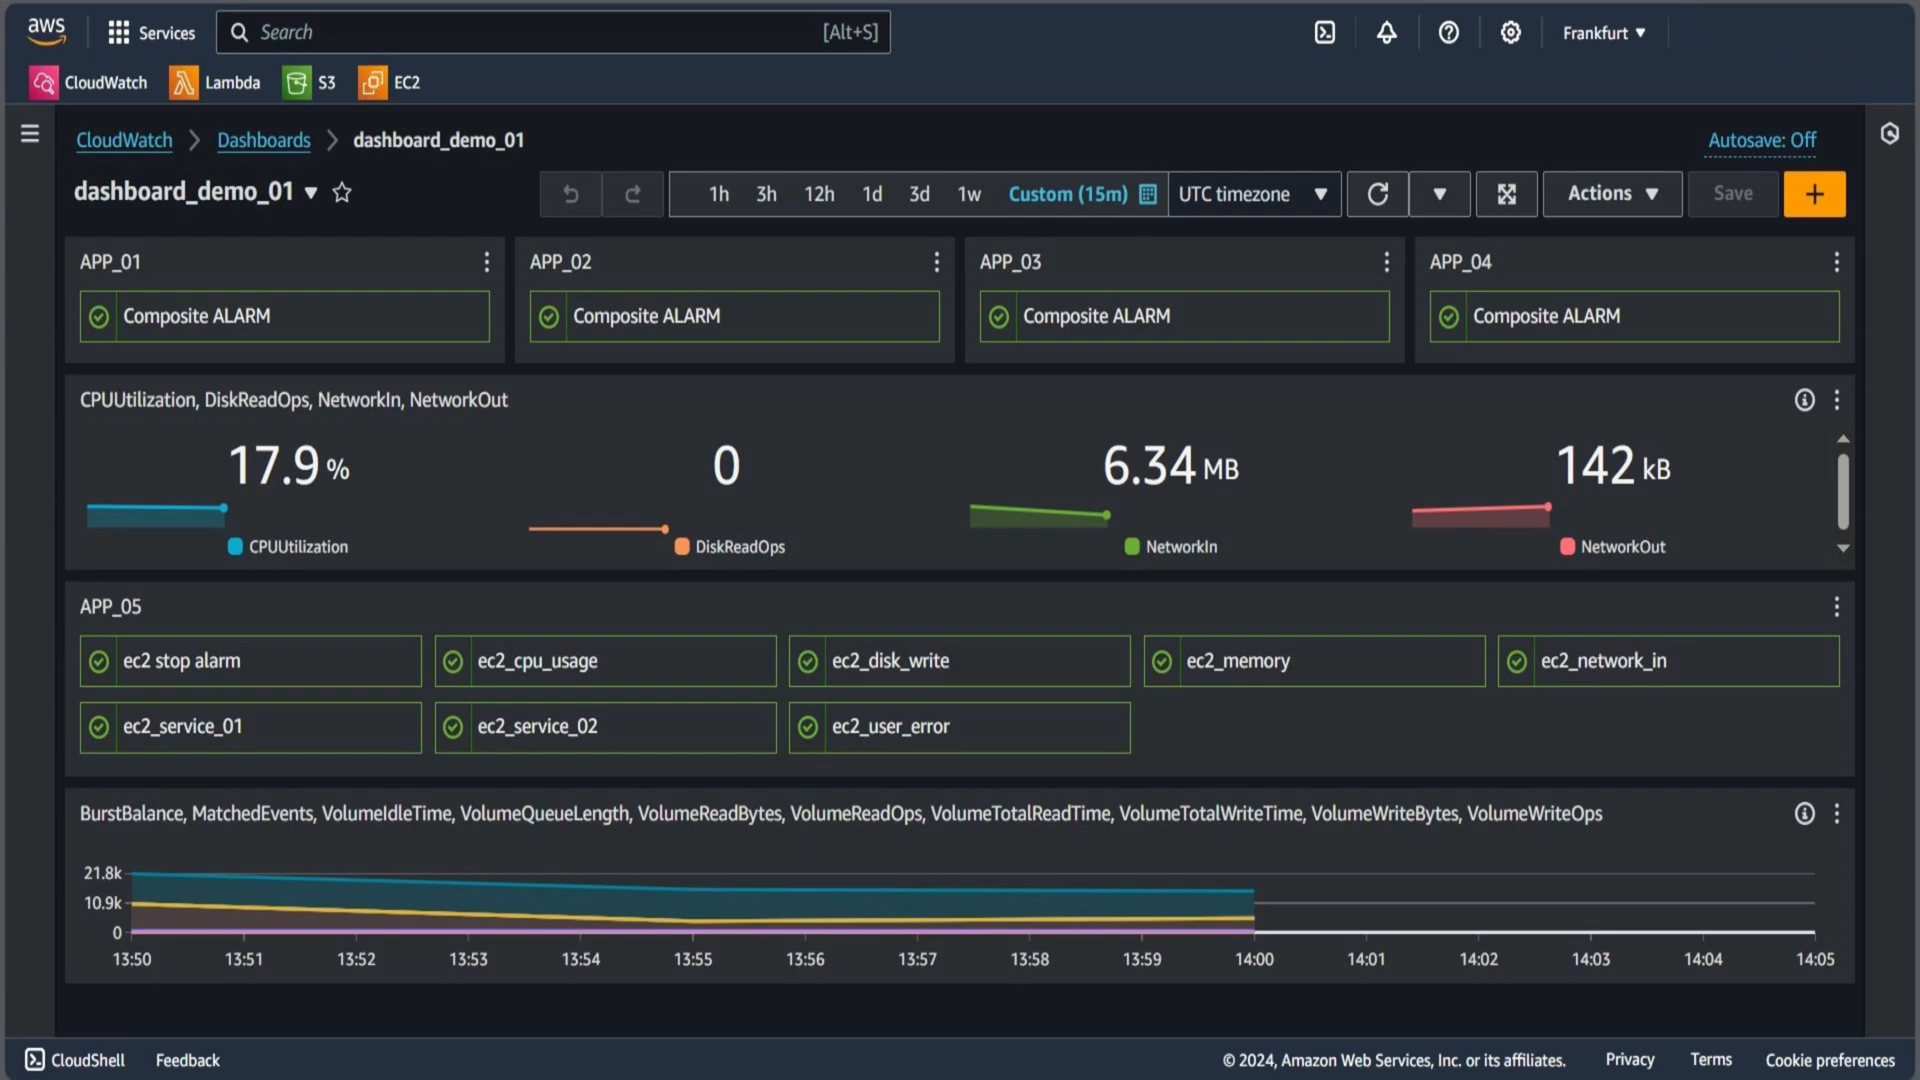 aws
Services
Search
[Alt+S]
Frankfurt
CloudWatch
Lambda
S3
EC2
CloudWatch
Dashboards
dashboard_demo_01
Autosave: Off
dashboard_demo_01
1h
3h
12h
1d
3d
1w
Custom (15m)
UTC timezone
Actions
Save
APP_01
APP_02
APP_03
APP_04
Composite ALARM
Composite ALARM
Composite ALARM
Composite ALARM
CPUUtilization, DiskReadOps, NetworkIn, NetworkOut
17.9 %
0
6.34 MB
142 kB
CPUUtilization
DiskReadOps
NetworkIn
NetworkOut
APP_05
ec2 stop alarm
ec2_cpu_usage
ec2_disk_write
ec2_memory
ec2_network_in
ec2_service_01
ec2_service_02
ec2_user_error
BurstBalance, MatchedEvents, VolumeIdleTime, VolumeQueueLength, VolumeReadBytes, VolumeReadOps, VolumeTotalReadTime, VolumeTotalWriteTime, VolumeWriteBytes, VolumeWriteOps
21.8k
10.9k
0
13:50
13:51
13:52
13:53
13:54
13:55
13:56
13:57
13:58
13:59
14:00
14:01
14:02
14:03
14:04
14:05
CloudShell
Feedback
© 2024, Amazon Web Services, Inc. or its affiliates.
Privacy
Terms
Cookie preferences